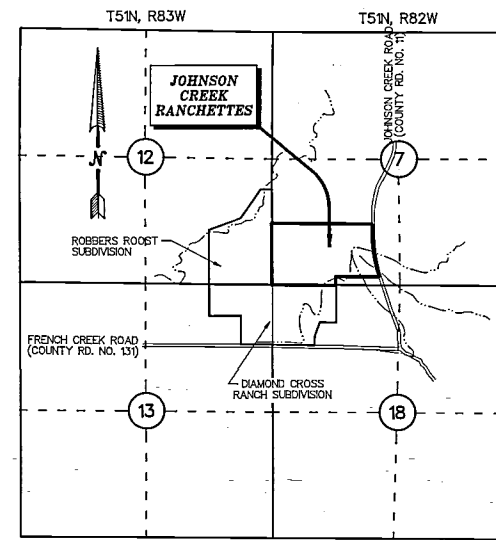 T51N, R83W
T51N, R82W
JOHNSON
CREEK
RANCHETTES
JOHNSON CREEK ROAD
(COUNTY RD. NO. 11)
N
12
7
ROBBERS ROOST
SUBDIVISION
FRENCH CREEK ROAD
(COUNTY RD. NO. 131)
DIAMOND CROSS
RANCH SUBDIVISION
13
18